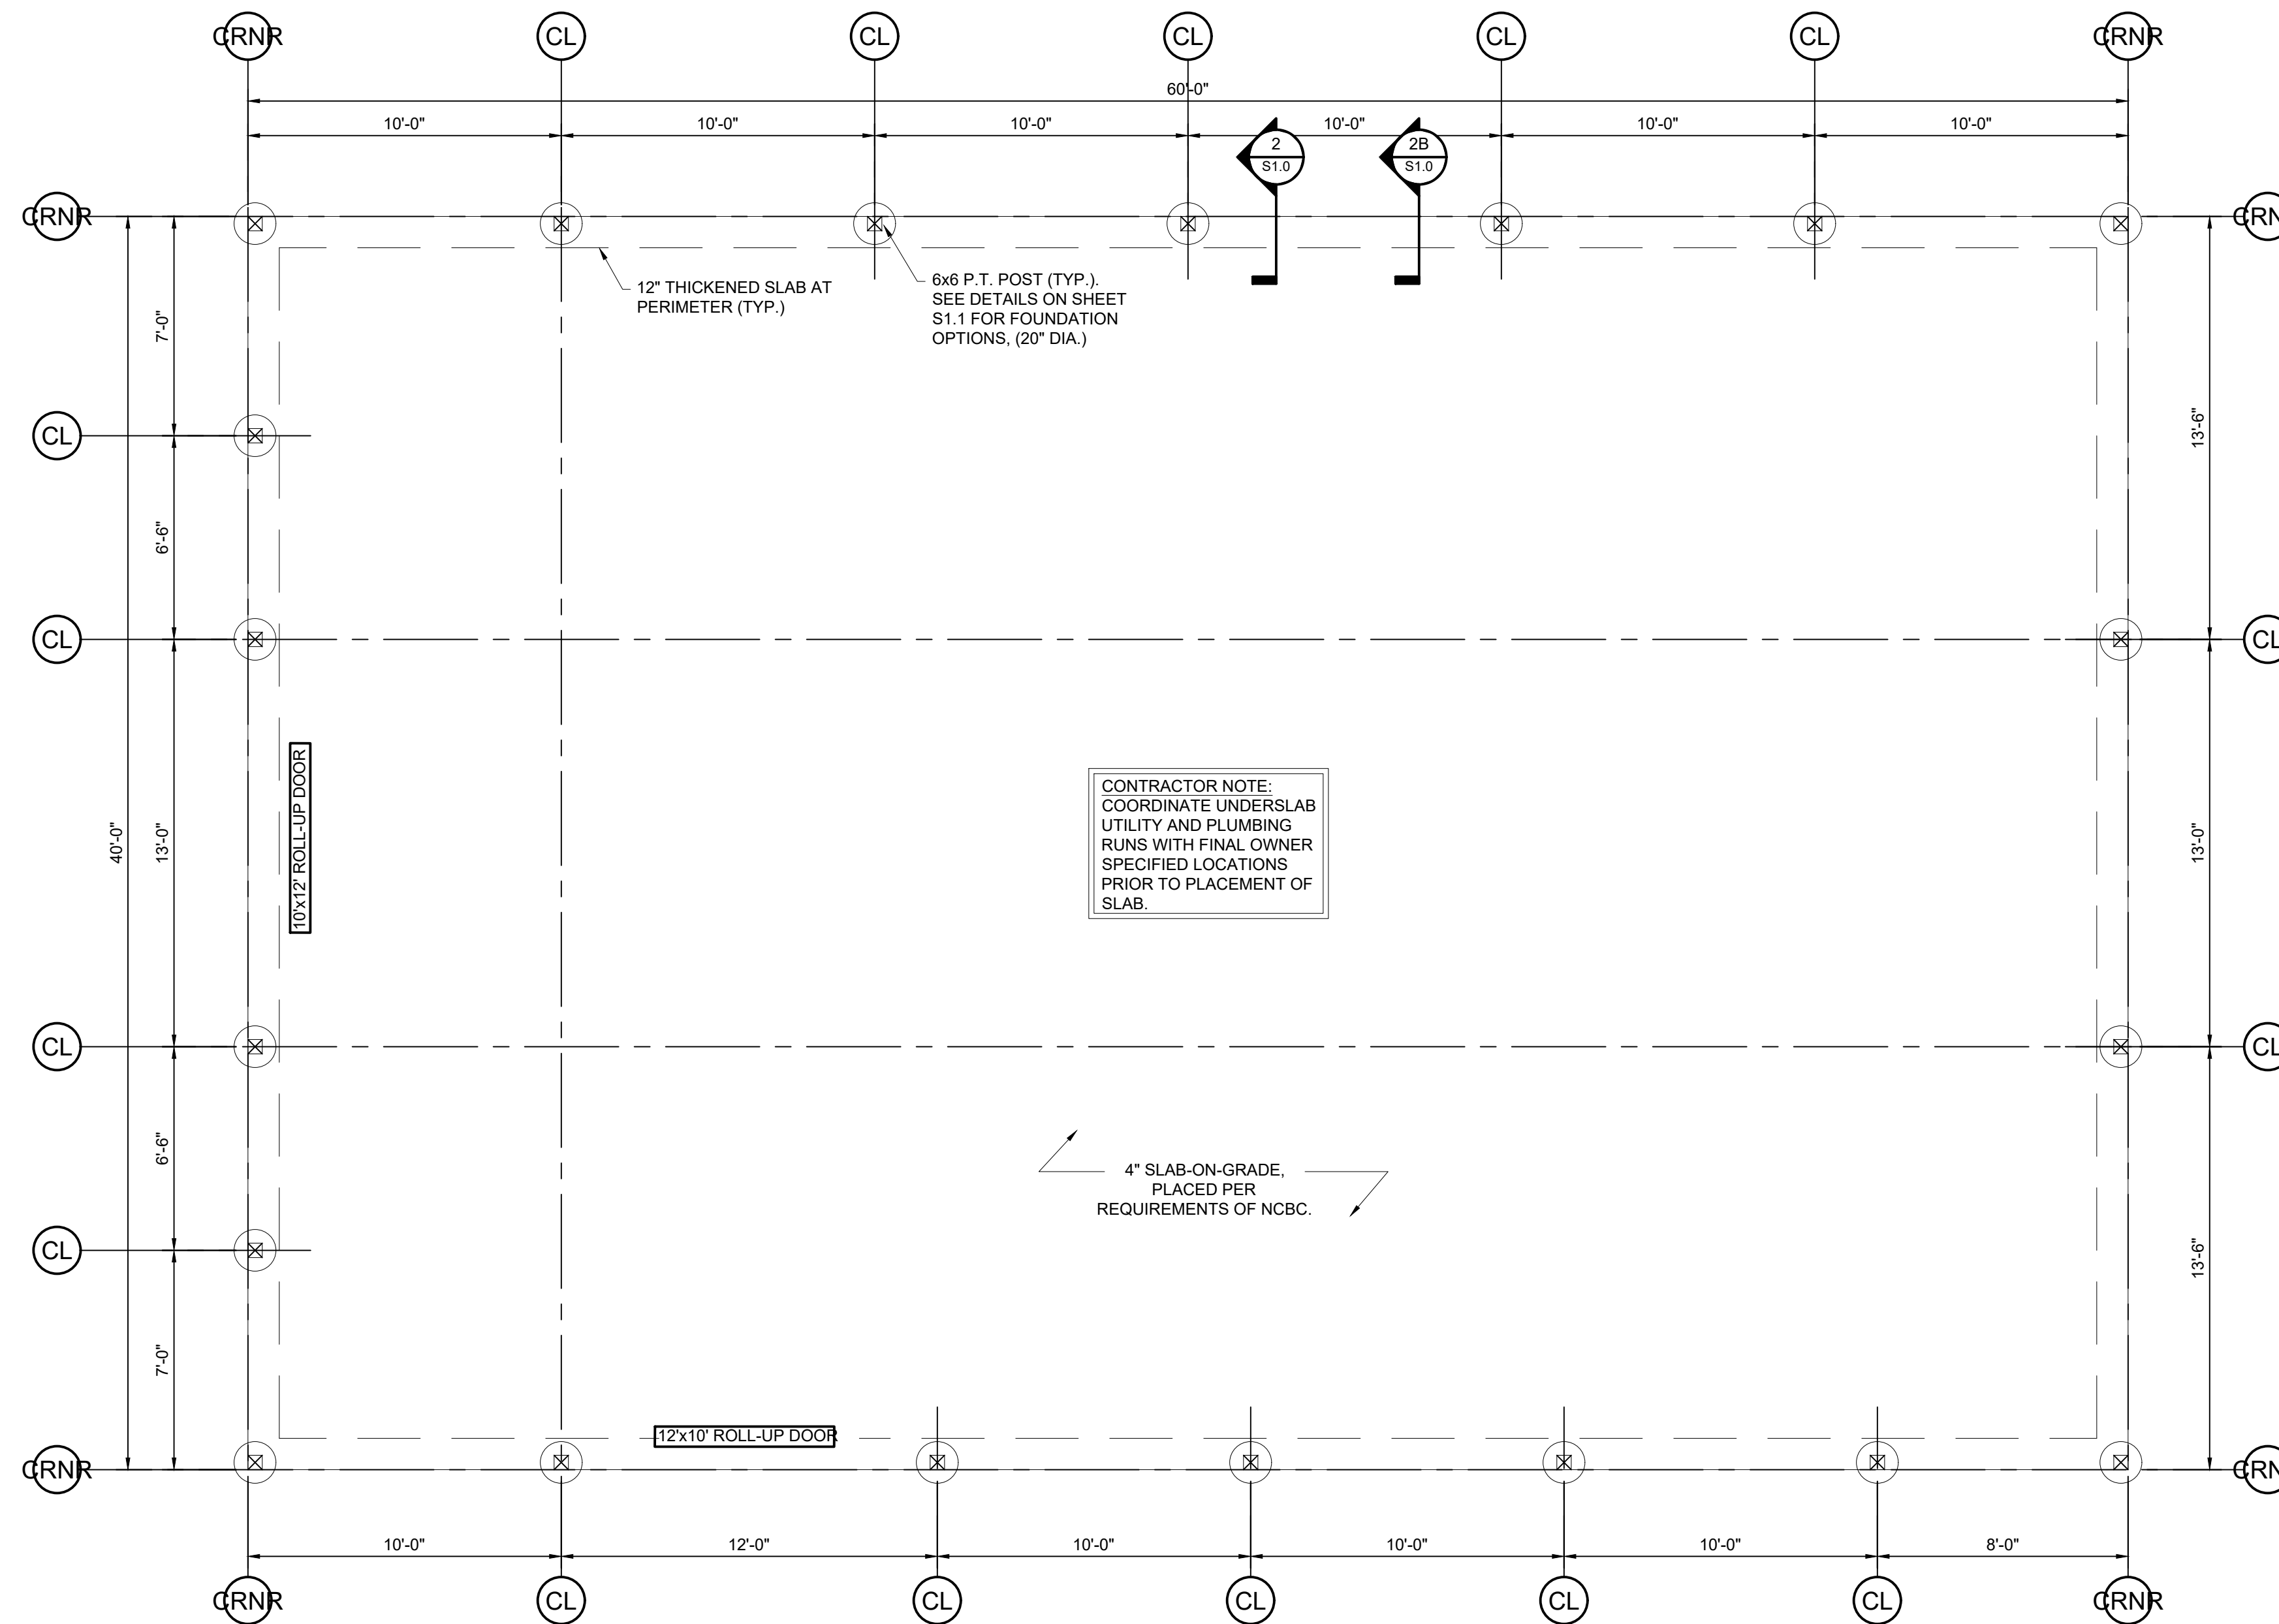 CRNR CL CL CL CL CL CRNR
60'-0"
10'-0" 10'-0" 10'-0" 10'-0" 10'-0" 10'-0"
2
S1.0
2B
S1.0
CRNR
CRN
12" THICKENED SLAB AT
PERIMETER (TYP.)
6x6 P.T. POST (TYP.).
SEE DETAILS ON SHEET
S1.1 FOR FOUNDATION
OPTIONS, (20" DIA.)
7'-0"
13'-6"
CL
6'-6"
CL
CL
10'x12' ROLL-UP DOOR
40'-0"
13'-0"
13'-0"
CONTRACTOR NOTE:
COORDINATE UNDERSLAB
UTILITY AND PLUMBING
RUNS WITH FINAL OWNER
SPECIFIED LOCATIONS
PRIOR TO PLACEMENT OF
SLAB.
CL
CL
6'-6"
4" SLAB-ON-GRADE,
PLACED PER
REQUIREMENTS OF NCBC.
CL
13'-6"
7'-0"
12'x10' ROLL-UP DOOR
CRNR
CRN
10'-0" 12'-0" 10'-0" 10'-0" 10'-0" 8'-0"
CRNR CL CL CL CL CL CRNR